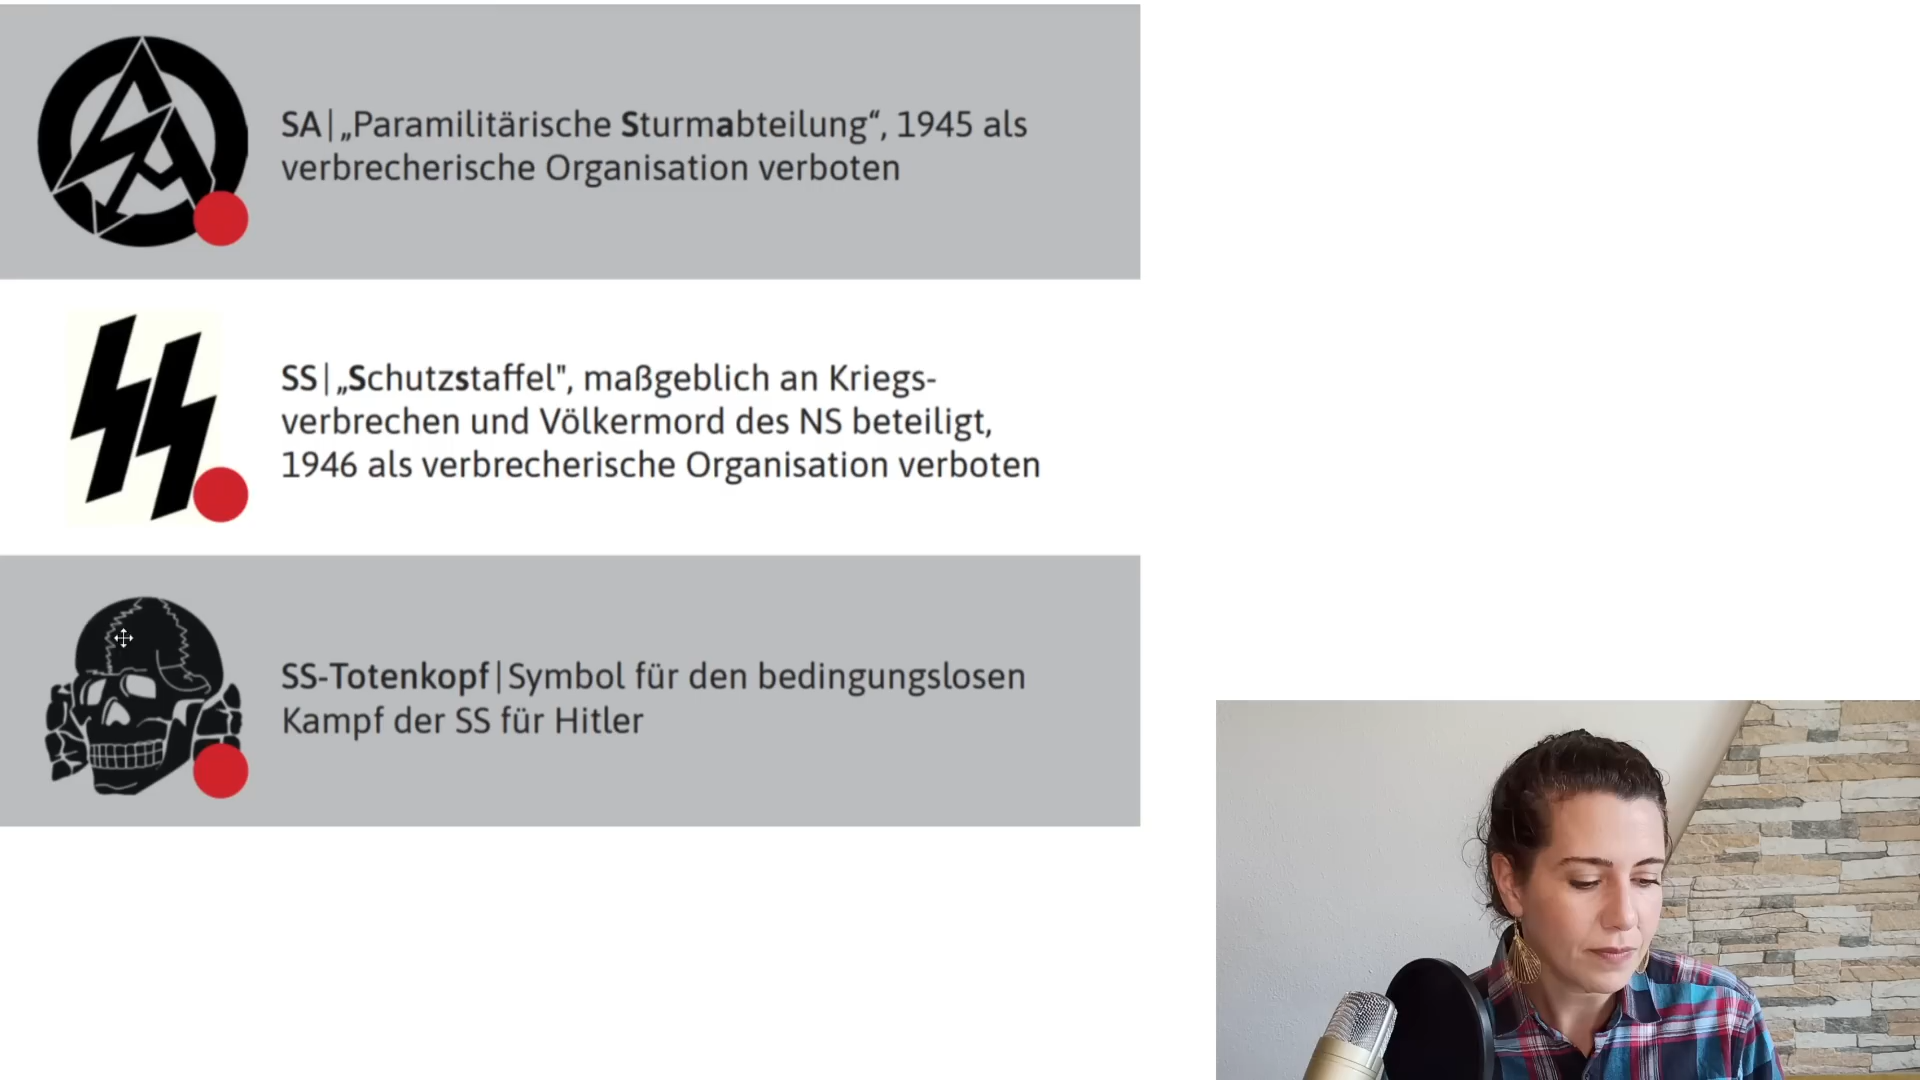 SA|„Paramilitärische Sturmabteilung“, 1945 als
verbrecherische Organisation verboten
SS|„Schutzstaffel", maßgeblich an Kriegs-
verbrechen und Völkermord des NS beteiligt,
1946 als verbrecherische Organisation verboten
SS-Totenkopf|Symbol für den bedingungslosen
Kampf der SS für Hitler